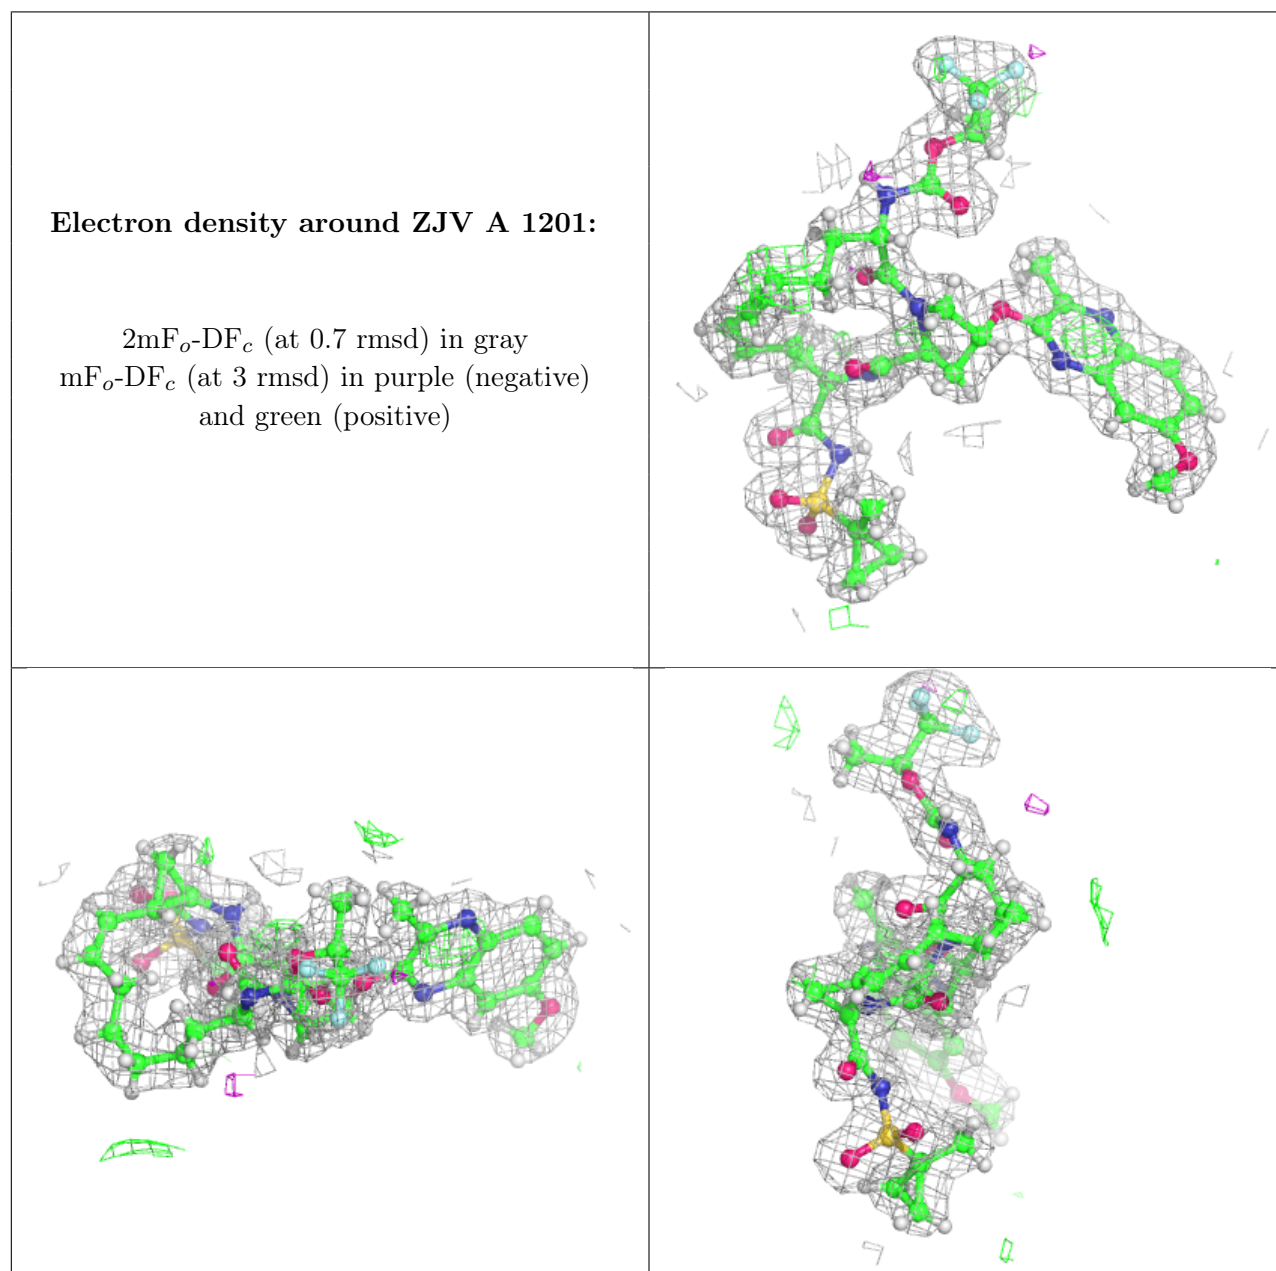 Electron density around ZJV A 1201:
2mFo-DFc (at 0.7 rmsd) in gray
mFo-DFc (at 3 rmsd) in purple (negative)
and green (positive)